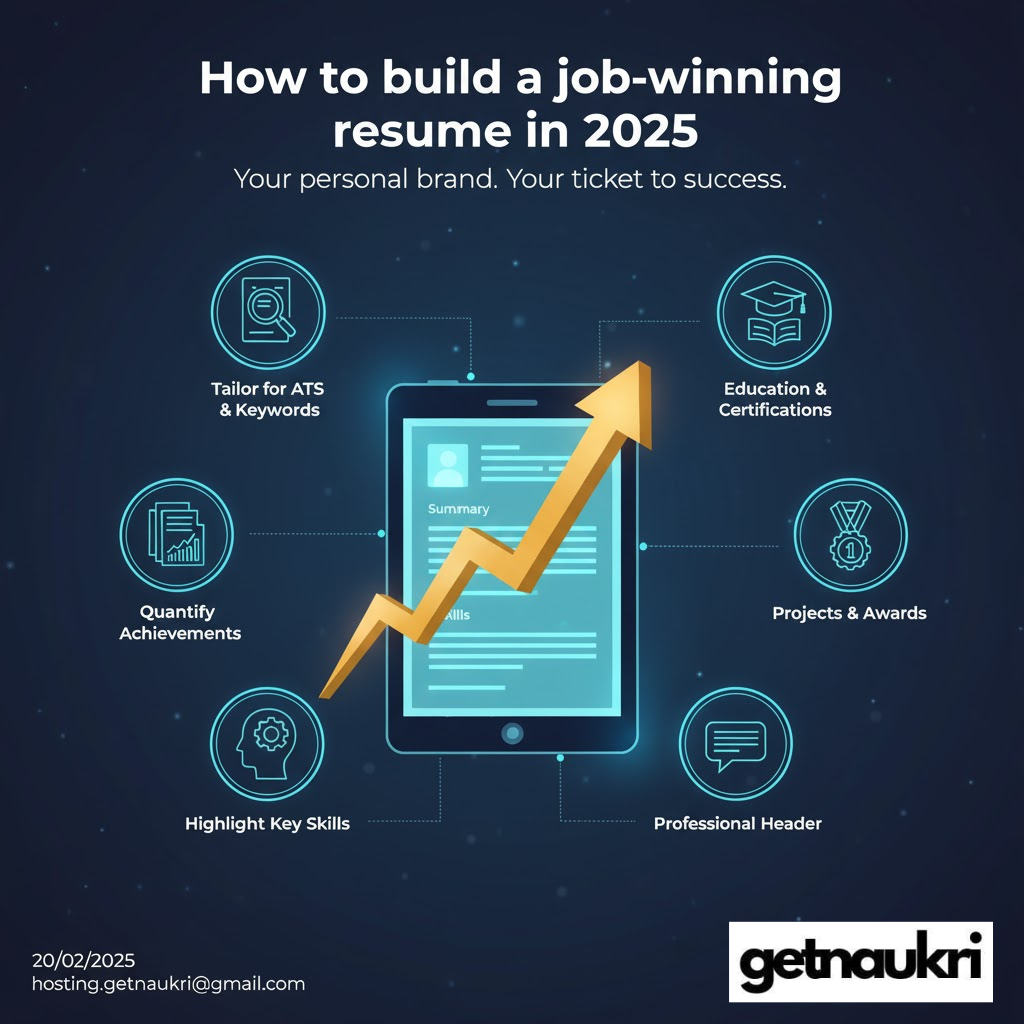 How to build a job-winning
resume in 2025
Your personal brand. Your ticket to success.
Tailor for ATS
& Keywords
Education &
Certifications
Summary
Quantify
Achievements
Projects & Awards
Highlight Key Skills
Professional Header
20/02/2025
hosting.getnaukri@gmail.com
getnaukri